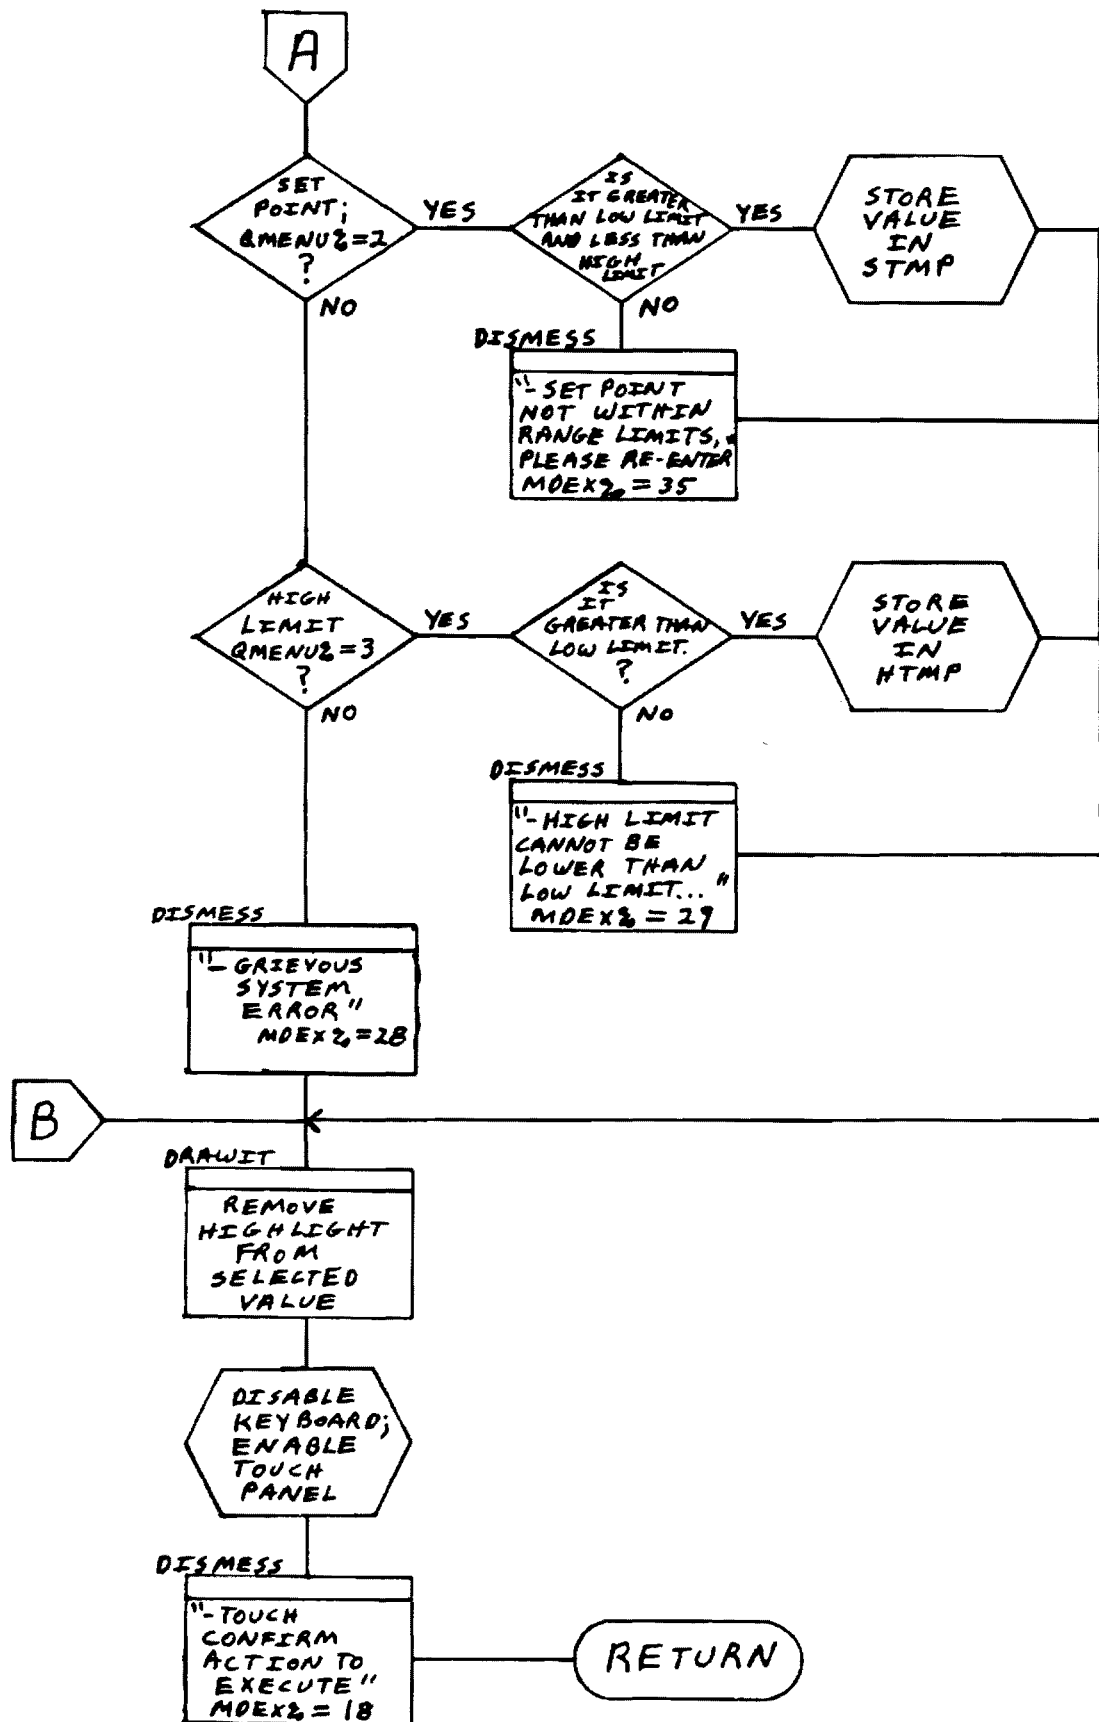 A
SET
POINT;
QMENU%=2
?
YES
NO
IS
IT GREATER
THAN LOW LIMIT
AND LESS THAN
HIGH
LIMIT
YES
NO
STORE
VALUE
IN
STMP
DISMESS
"- SET POINT
NOT WITHIN
RANGE LIMITS,
PLEASE RE-ENTER
MDEX% = 35
HIGH
LIMIT
QMENU%=3
?
YES
NO
IS
IT
GREATER THAN
LOW LIMIT.
?
YES
NO
STORE
VALUE
IN
HTMP
DISMESS
"- HIGH LIMIT
CANNOT BE
LOWER THAN
LOW LIMIT... "
MDEX% = 29
DISMESS
"- GRIEVOUS
SYSTEM
ERROR"
MDEX% = 28
B
DRAWIT
REMOVE
HIGHLIGHT
FROM
SELECTED
VALUE
DISABLE
KEYBOARD;
ENABLE
TOUCH
PANEL
DISMESS
"- TOUCH
CONFIRM
ACTION TO
EXECUTE"
MDEX% = 18
RETURN